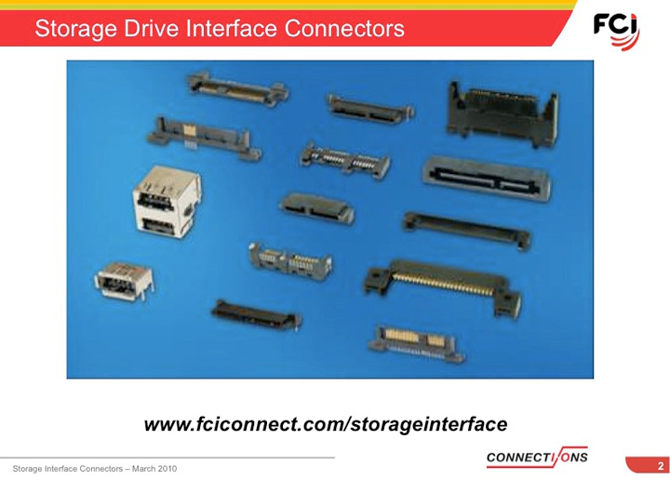 Storage Drive Interface Connectors
FCi
www.fciconnect.com/storageinterface
Storage Interface Connectors – March 2010
CONNECTIONS
2